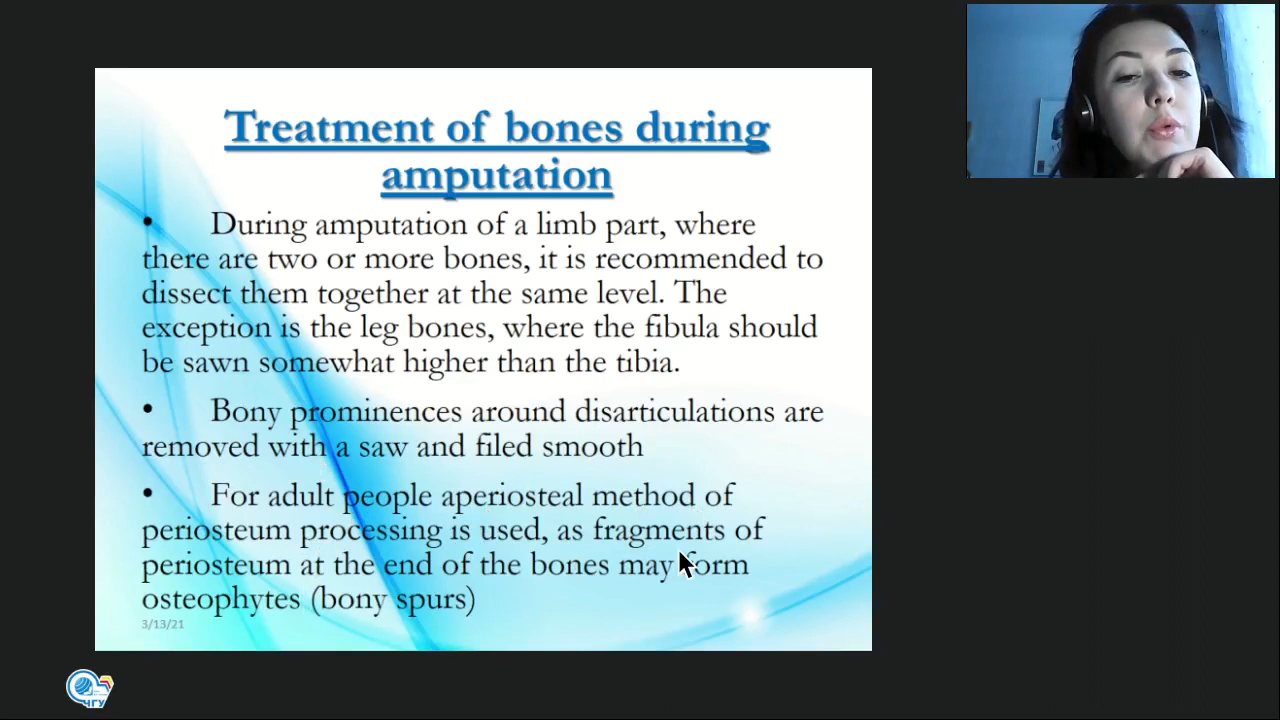 Treatment of bones during
amputation
• During amputation of a limb part, where
there are two or more bones, it is recommended to
dissect them together at the same level. The
exception is the leg bones, where the fibula should
be sawn somewhat higher than the tibia.
• Bony prominences around disarticulations are
removed with a saw and filed smooth
• For adult people aperiosteal method of
periosteum processing is used, as fragments of
periosteum at the end of the bones may form
osteophytes (bony spurs)
3/13/21
ЧГУ